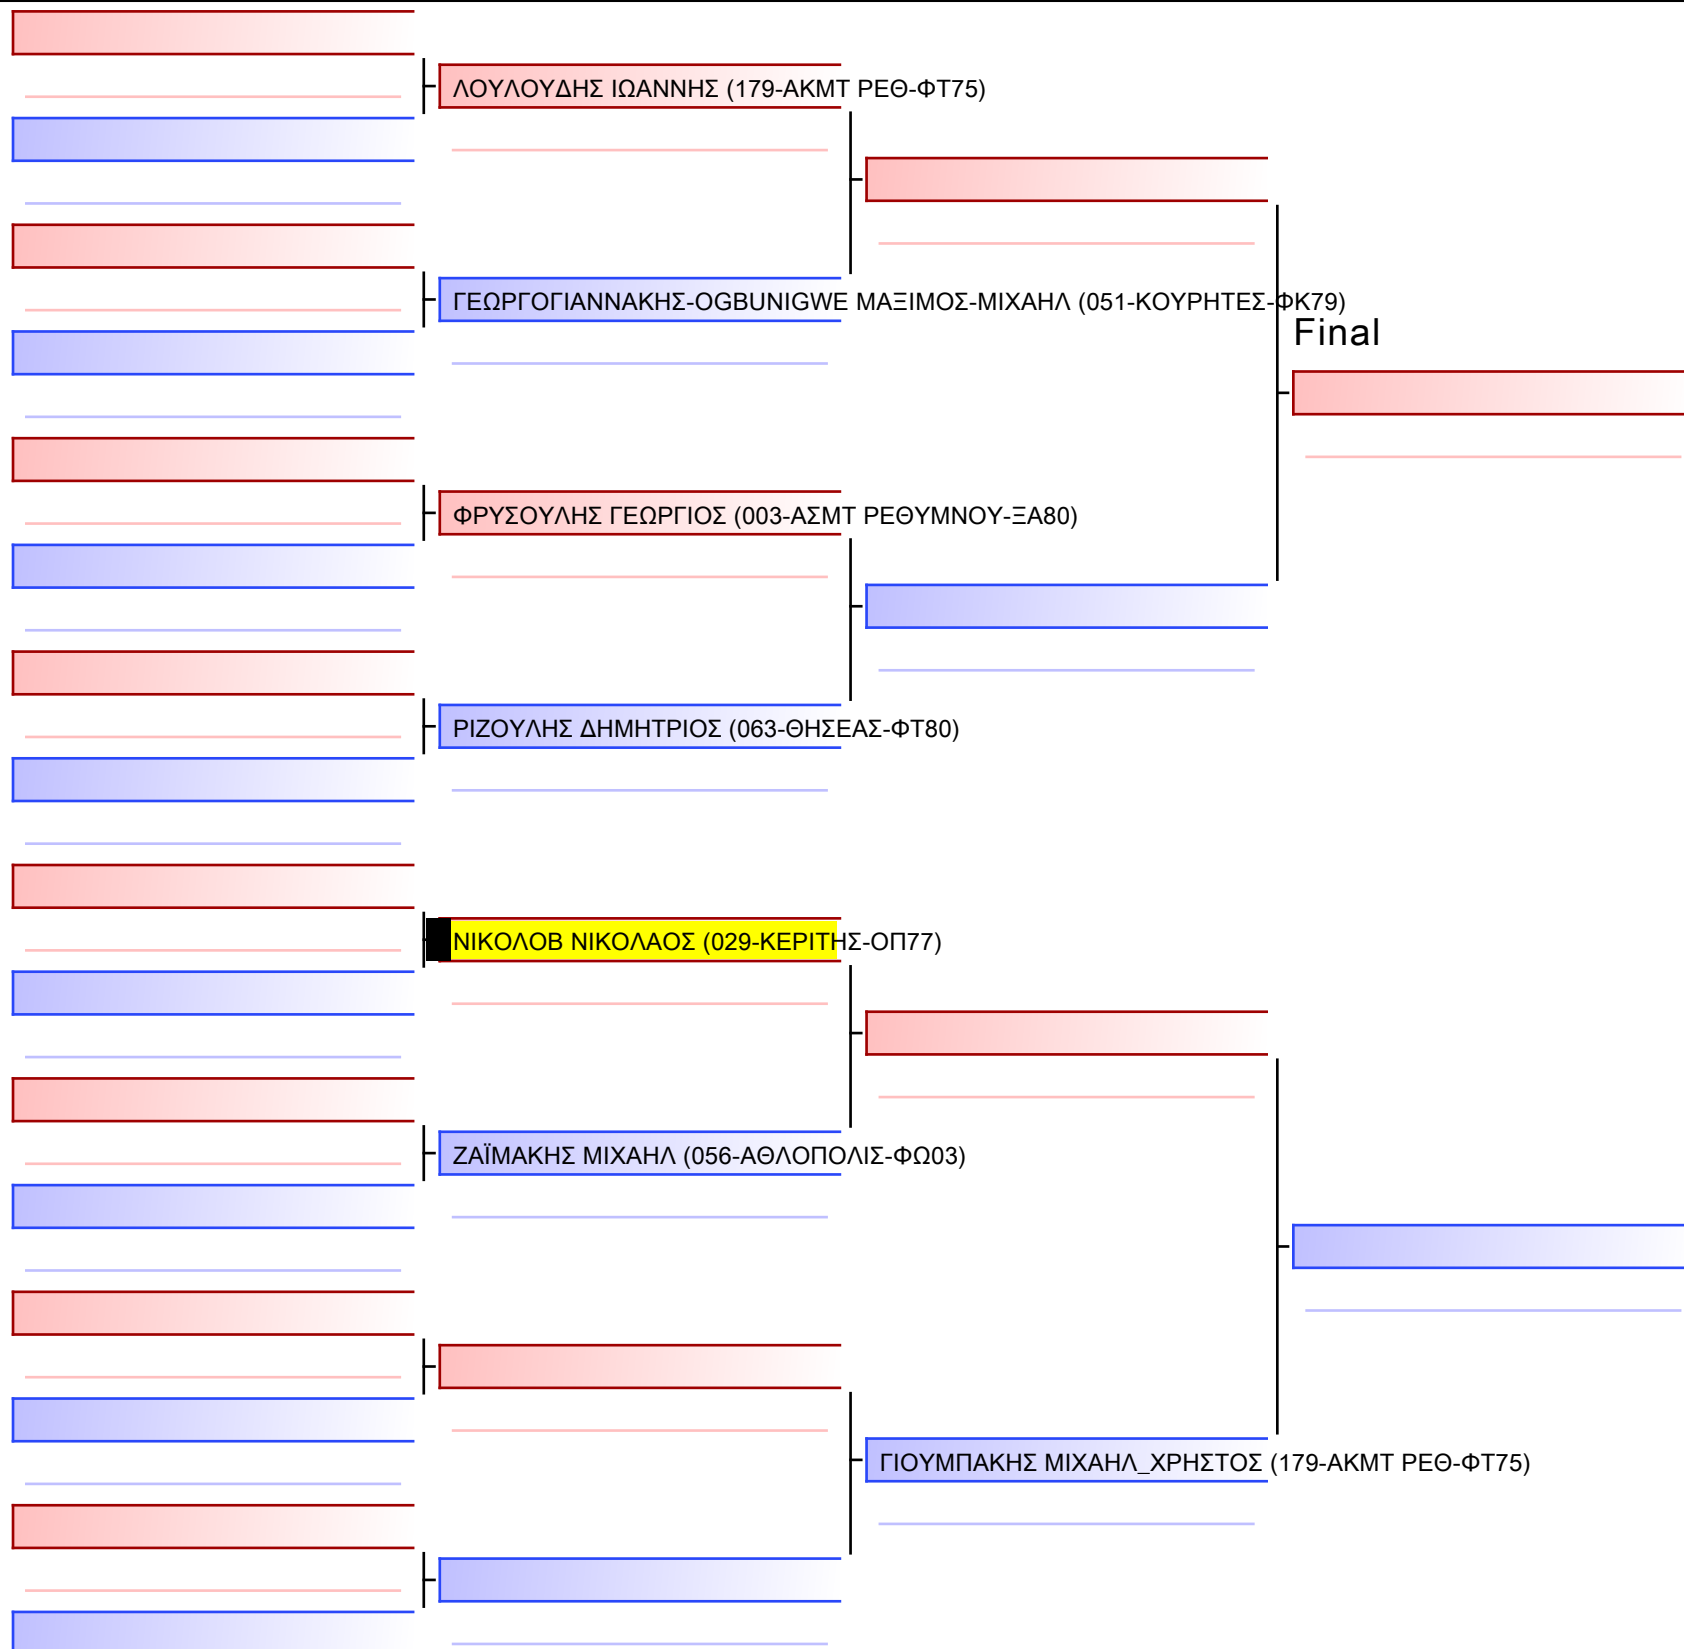 ΛΟΥΛΟΥΔΗΣ ΙΩΑΝΝΗΣ (179-ΑΚΜΤ ΡΕΘ-ΦΤ75)
ΓΕΩΡΓΟΓΙΑΝΝΑΚΗΣ-OGBUNIGWE ΜΑΞΙΜΟΣ-ΜΙΧΑΗΛ (051-ΚΟΥΡΗΤΕΣ-ΦΚ79)
Final
ΦΡΥΣΟΥΛΗΣ ΓΕΩΡΓΙΟΣ (003-ΑΣΜΤ ΡΕΘΥΜΝΟΥ-ΞΑ80)
ΡΙΖΟΥΛΗΣ ΔΗΜΗΤΡΙΟΣ (063-ΘΗΣΕΑΣ-ΦΤ80)
ΝΙΚΟΛΟΒ ΝΙΚΟΛΑΟΣ (029-ΚΕΡΙΤΗΣ-ΟΠ77)
ΖΑΪΜΑΚΗΣ ΜΙΧΑΗΛ (056-ΑΘΛΟΠΟΛΙΣ-ΦΩ03)
ΓΙΟΥΜΠΑΚΗΣ ΜΙΧΑΗΛ_ΧΡΗΣΤΟΣ (179-ΑΚΜΤ ΡΕΘ-ΦΤ75)